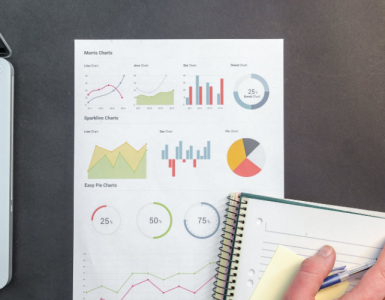 Morris Charts
Line Chart
Area Chart
Bar Chart
Donut Chart
25%
Sparkline Charts
Line Chart
Bar Chart
Pie Chart
Easy Pie Charts
25%
50%
75%